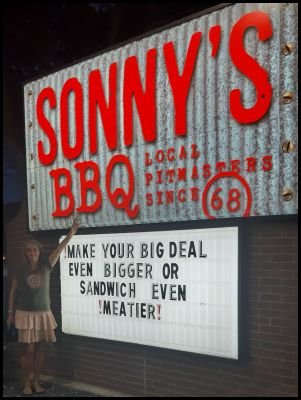 SONNY'S
BBQ
LOCAL
PITMASTERS
SINCE 68
!MAKE YOUR BIG DEAL
EVEN BIGGER OR
SANDWICH EVEN
!MEATIER!